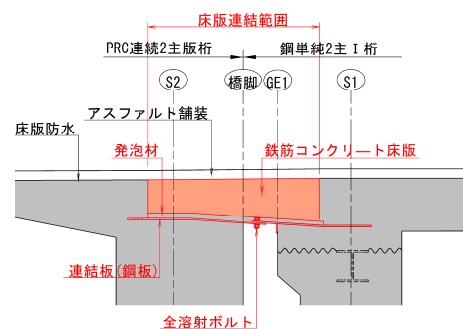 床版連結範囲
PRC連続2主版桁
鋼単純2主Ｉ桁
S2
橋脚
GE1
S1
アスファルト舗装
床版防水
発泡材
鉄筋コンクリート床版
連結板(鋼板)
全溶射ボルト